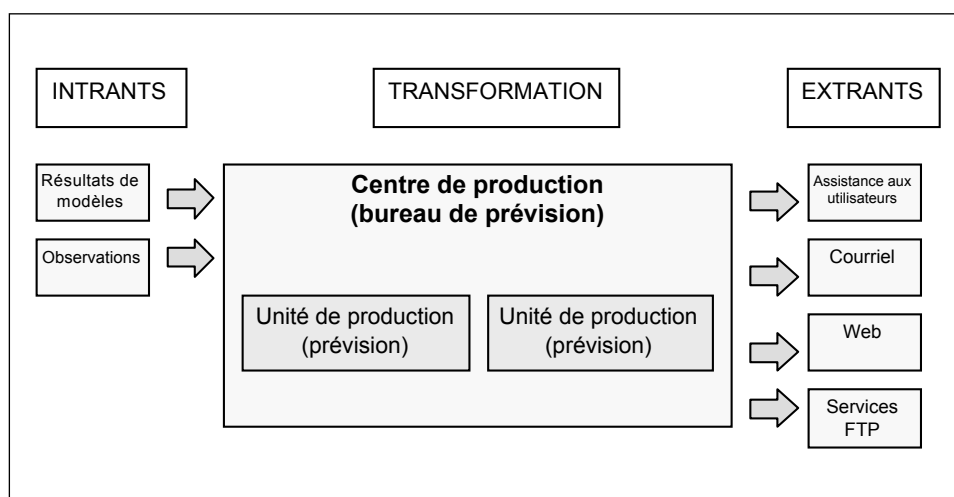 INTRANTS
TRANSFORMATION
EXTRANTS
Résultats de
modèles
Observations
Centre de production
(bureau de prévision)
Unité de production
(prévision)
Unité de production
(prévision)
Assistance aux
utilisateurs
Courriel
Web
Services
FTP